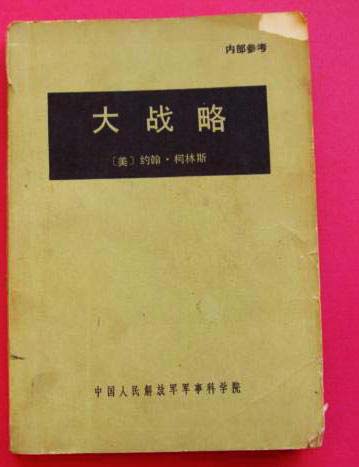 内部参考
大战略
〔美〕约翰·柯林斯
中国人民解放军军事科学院